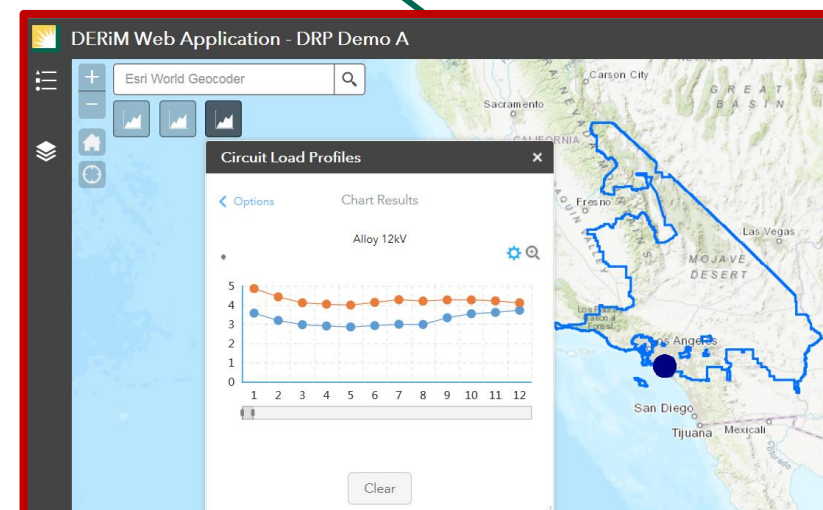 DERiM Web Application - DRP Demo A
Esri World Geocoder
Carson City
GREAT
BASIN
Sacramento
CALIFORNIA
Circuit Load Profiles
Options
Chart Results
Alloy 12kV
5
4
3
2
1
0
1 2 3 4 5 6 7 8 9 10 11 12
Clear
Fresno
Las Vegas
MOJAVE
DESERT
Los Angeles
San Diego
Tijuana
Mexicali